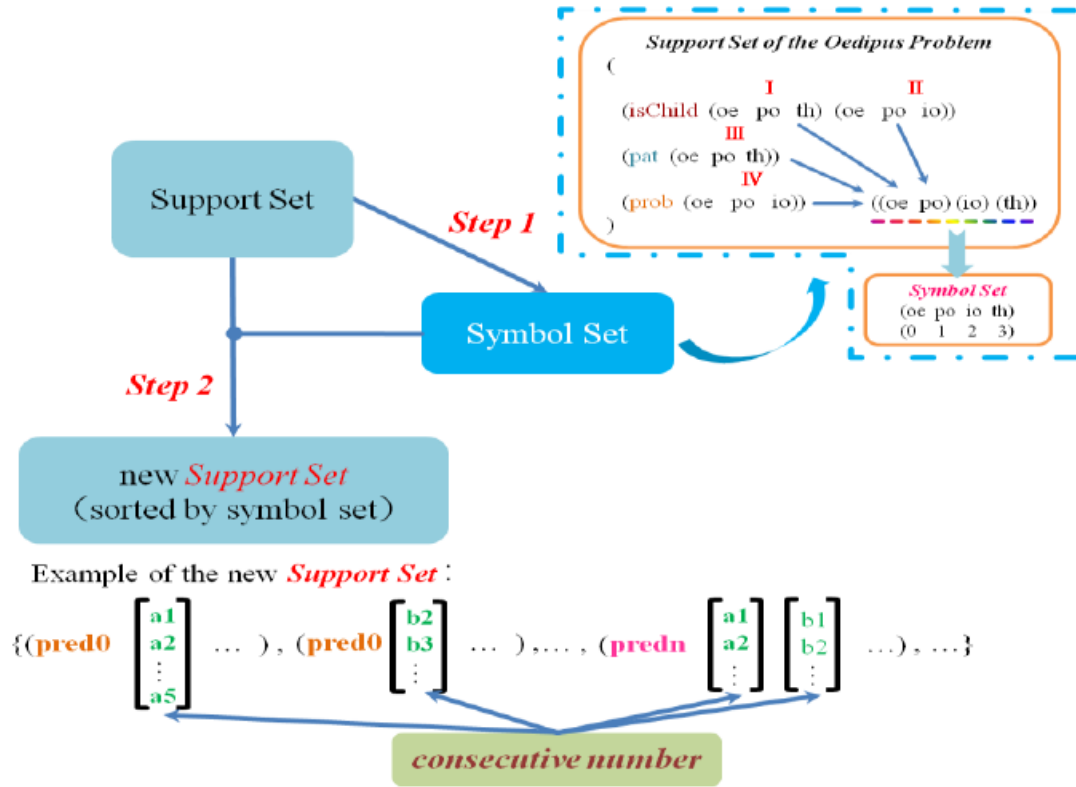 Support Set of the Oedipus Problem
(
I II
(isChild (oe po th) (oe po io))
III
(pat (oe po th))
IV
(prob (oe po io))
((oe po) (io) (th))
)
Symbol Set
(oe po io th)
(0 1 2 3)
Support Set
Step 1
Symbol Set
Step 2
new Support Set
(sorted by symbol set)
Example of the new Support Set:
{(pred0 [a1 a2 ⋮ a5] … ) , (pred0 [b2 b3 ⋮] … ) ,… , (predn [a1 a2 ⋮] [b1 b2 ⋮] …) , …}
consecutive number